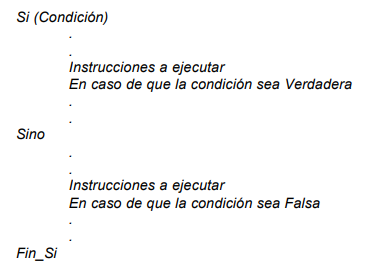 Si (Condición)
.
.
Instrucciones a ejecutar
En caso de que la condición sea Verdadera
.
.
Sino
.
.
Instrucciones a ejecutar
En caso de que la condición sea Falsa
.
.
Fin_Si